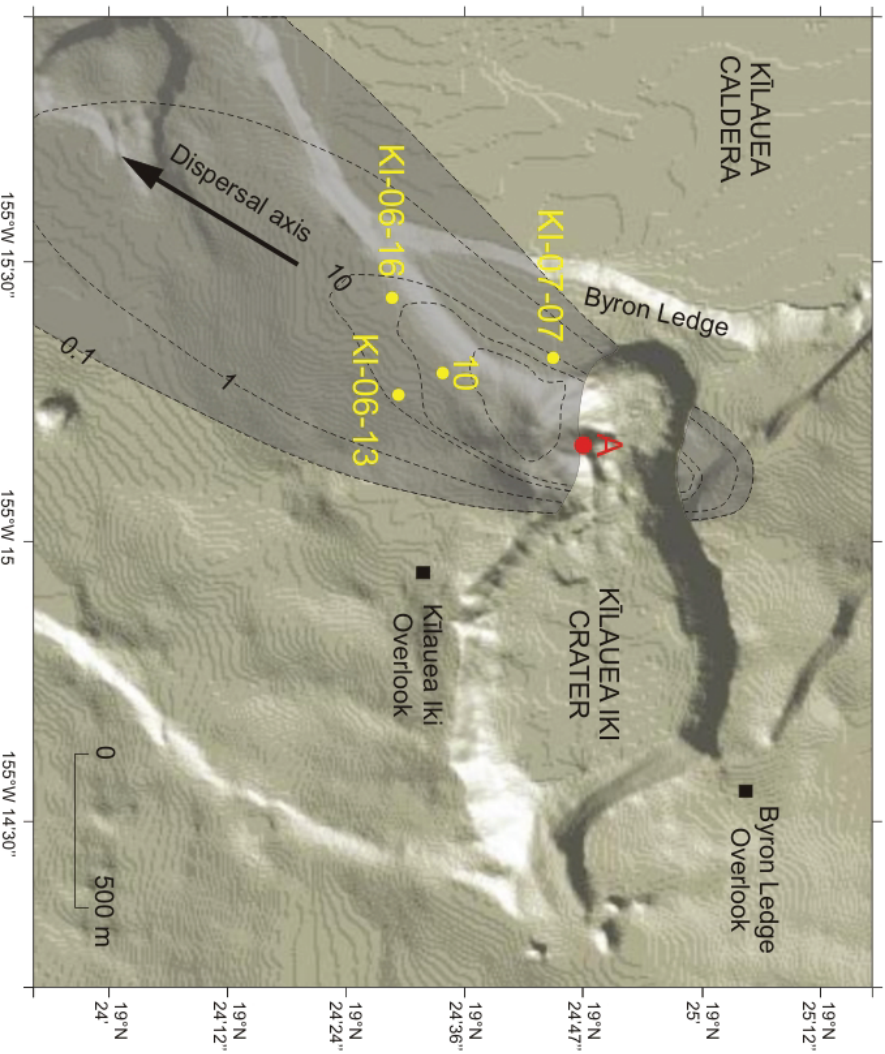 KĪLAUEA
CALDERA
Byron Ledge
KI-07-07
KI-06-16
KI-06-13
10
Dispersal axis
10
1
0.1
A
KĪLAUEA IKI
CRATER
Kīlauea Iki
Overlook
Byron Ledge
Overlook
0
500 m
155°W 15'30"
155°W 15
155°W 14'30"
19°N
24'
19°N
24'12"
19°N
24'24"
19°N
24'36"
19°N
24'47"
19°N
25'
19°N
25'12"